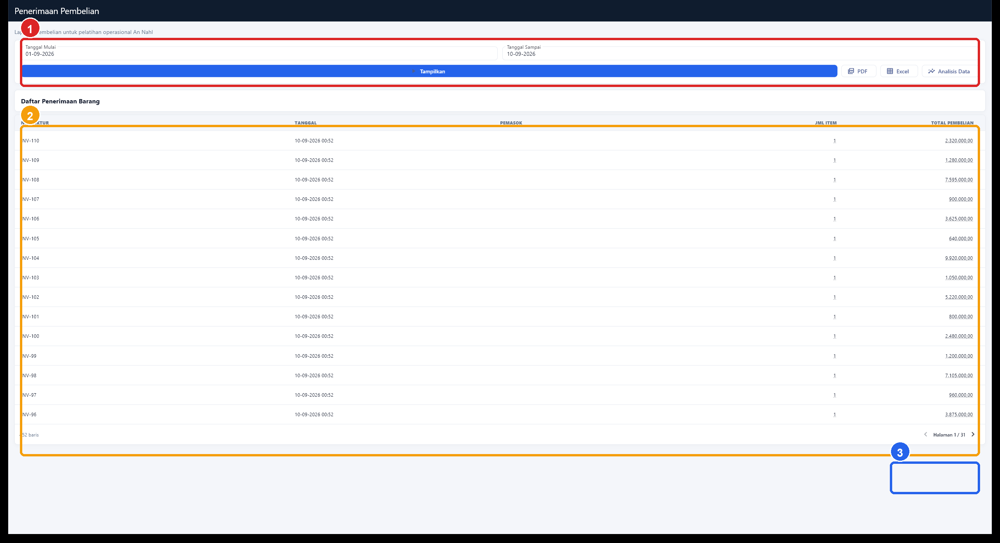 Penerimaan Pembelian
1
embelian untuk pelatihan operasional An Nahl
Tanggal Mulai
01-09-2026
Tanggal Sampai
10-09-2026
Tampilkan
PDF
Excel
Analisis Data
Daftar Penerimaan Barang
2
TANGGAL PEMASOK JML ITEM TOTAL PEMBELIAN
NV-110 10-09-2026 00:52 1 2.320.000,00
NV-109 10-09-2026 00:52 1 1.280.000,00
NV-108 10-09-2026 00:52 1 7.595.000,00
NV-107 10-09-2026 00:52 1 900.000,00
NV-106 10-09-2026 00:52 1 3.625.000,00
NV-105 10-09-2026 00:52 1 640.000,00
NV-104 10-09-2026 00:52 1 9.920.000,00
NV-103 10-09-2026 00:52 1 1.050.000,00
NV-102 10-09-2026 00:52 1 5.220.000,00
NV-101 10-09-2026 00:52 1 800.000,00
NV-100 10-09-2026 00:52 1 2.480.000,00
NV-99 10-09-2026 00:52 1 1.200.000,00
NV-98 10-09-2026 00:52 1 7.105.000,00
NV-97 10-09-2026 00:52 1 960.000,00
NV-96 10-09-2026 00:52 1 3.875.000,00
52 baris
Halaman 1 / 31
3